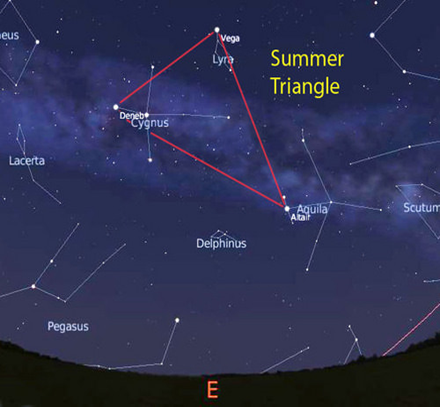 eus
Vega
Lyra
Summer
Triangle
Deneb
Cygnus
Lacerta
Aquila
Altair
Scutum
Delphinus
Pegasus
E